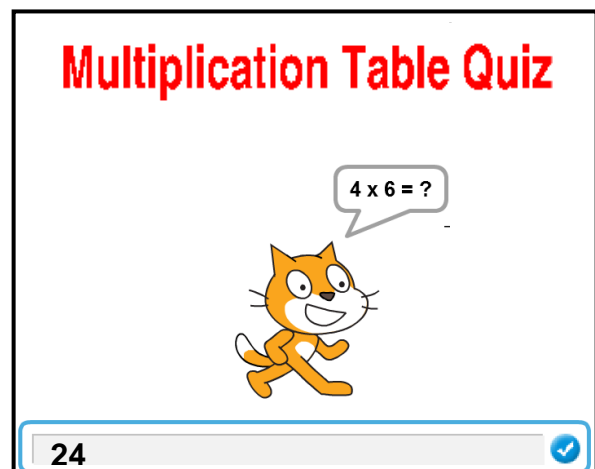 Multiplication Table Quiz
4 x 6 = ?
24